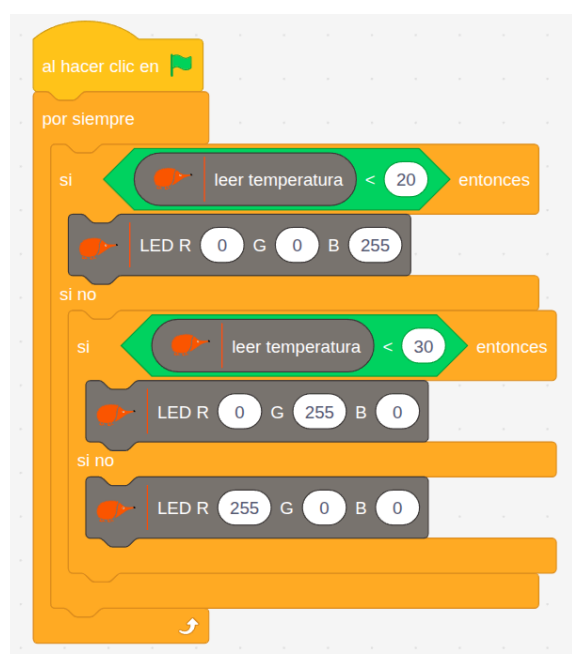 al hacer clic en
por siempre
si leer temperatura < 20 entonces
LED R 0 G 0 B 255
si no
si leer temperatura < 30 entonces
LED R 0 G 255 B 0
si no
LED R 255 G 0 B 0